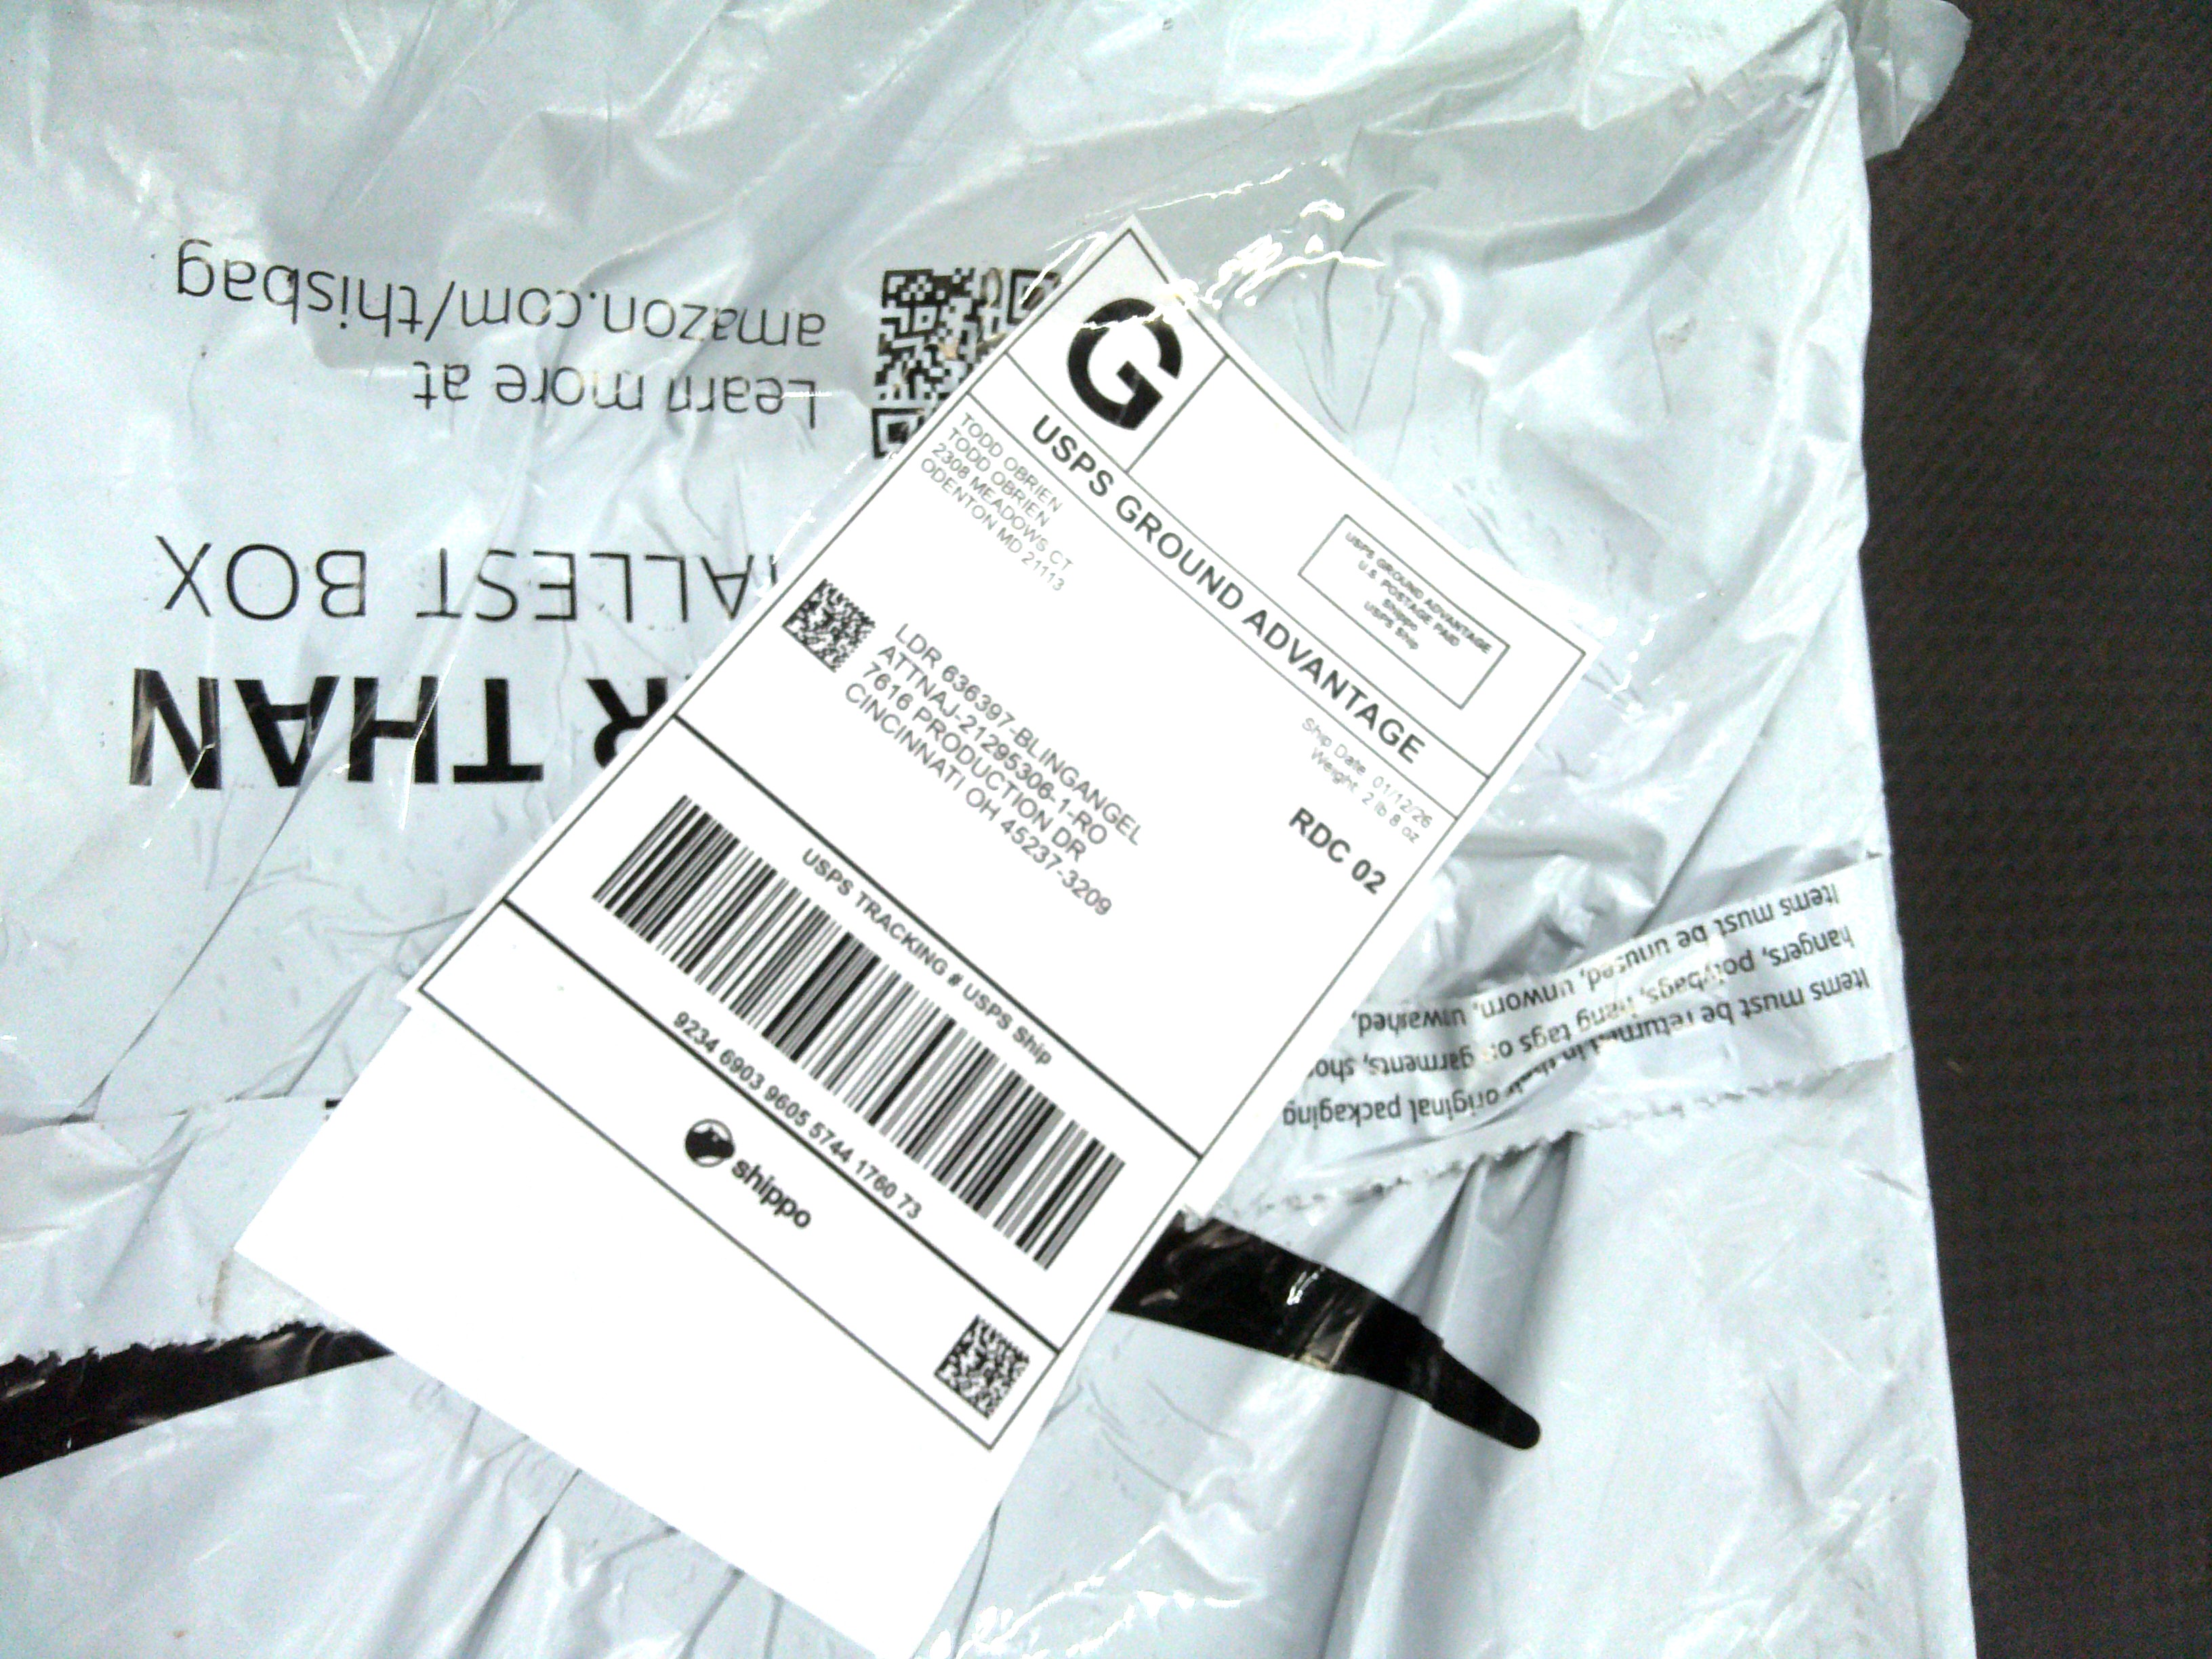 G
USPS GROUND ADVANTAGE
U.S. POSTAGE PAID
Shippo
USPS Ship
USPS GROUND ADVANTAGE
TODD OBRIEN
TODD OBRIEN
2308 MEADOWS CT
ODENTON MD 21113
Ship Date 01/12/26
Weight 2 lb 8 oz
RDC 02
LDR 636397-BLINGANGEL
ATTNAJ-21295306-1-RO
7616 PRODUCTION DR
CINCINNATI OH 45237-3209
USPS TRACKING # USPS Ship
9234 6903 9605 5744 1760 73
shippo
R THAN
ALLEST BOX
Learn more at
amazon.com/thisbag
original packaging
Items must be returned in their
hangers, polybags, hang tags on garments, sho
Items must be unused, unworn, unwashed,